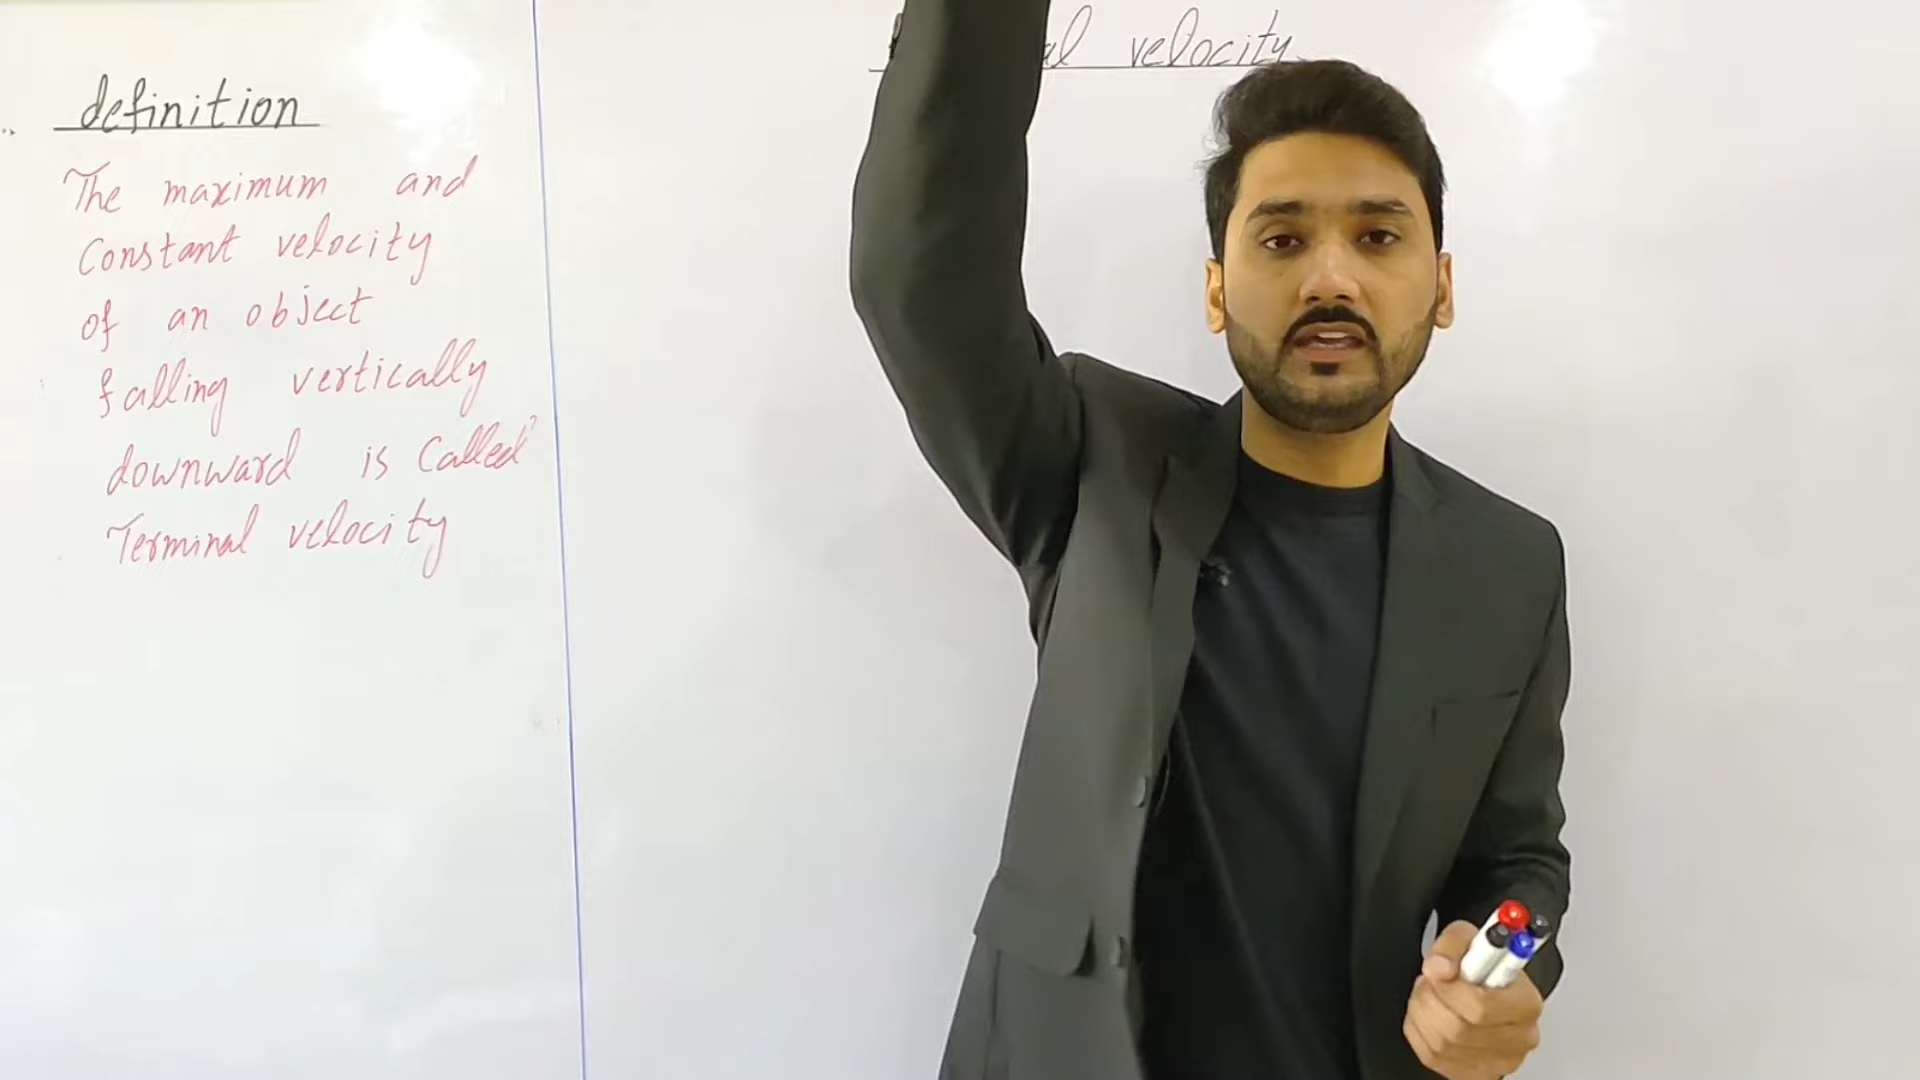 definition
The maximum and
Constant velocity
of an object
falling vertically
downward is Called
Terminal velocity
velocity